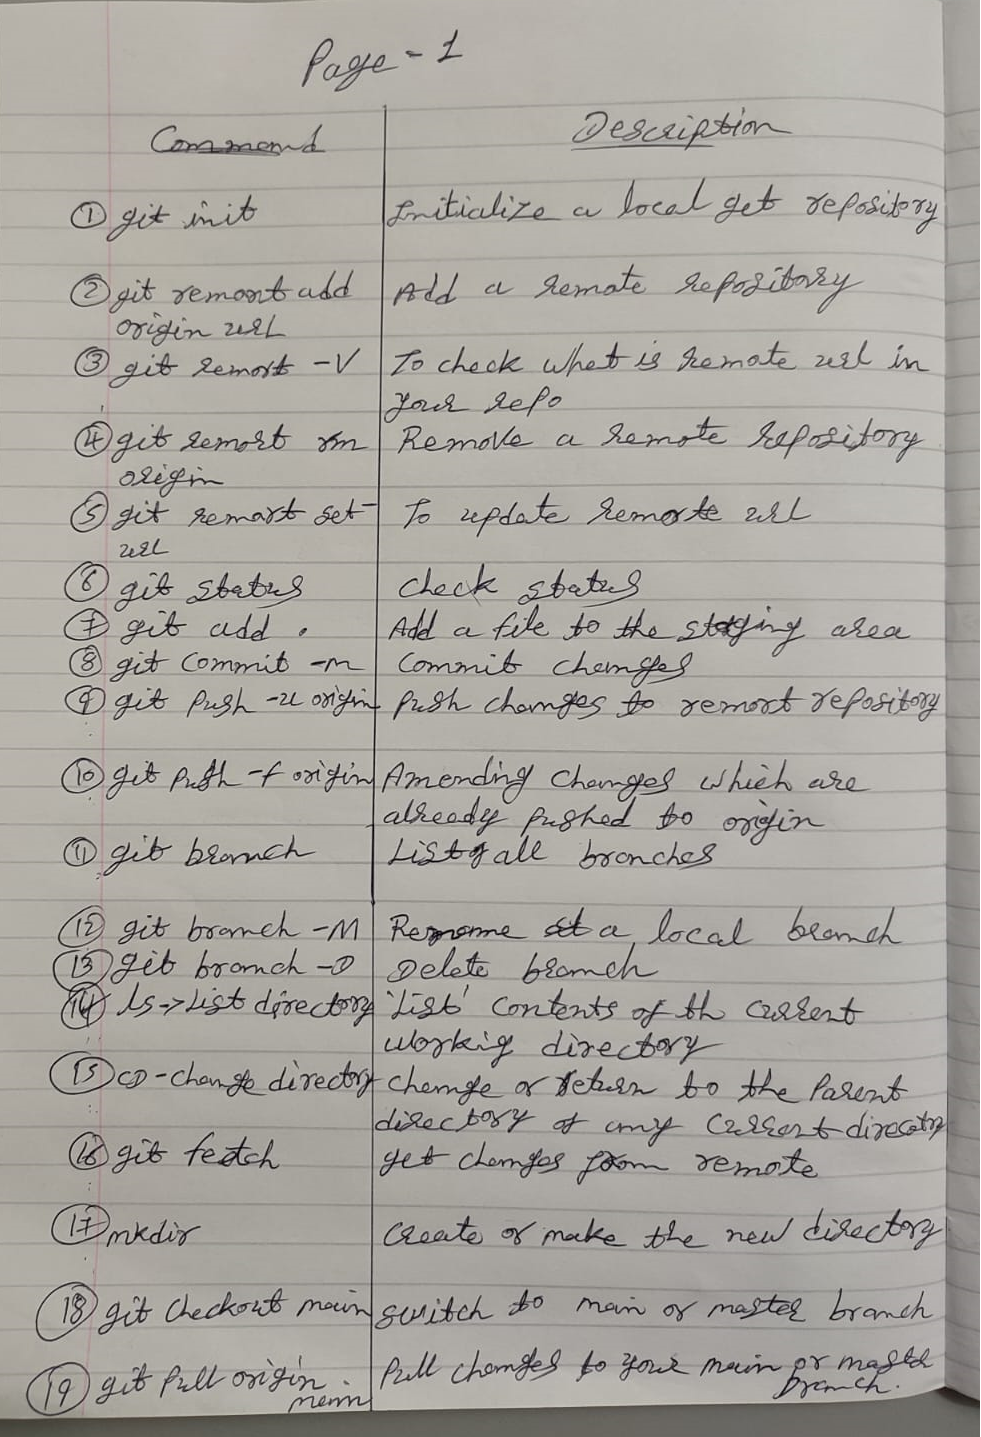 Page - 1
Command Description
① git init Initialize a local get repository
② git remort add Add a remote repository
origin url
③ git remort -V To check what is remote url in
your repo
④ git remort rm Remove a remote repository
origin
⑤ git remort set- To update remorte url
url
⑥ git status check status
⑦ git add . Add a file to the staging area
⑧ git commit -m commit changes
⑨ git push -u origin push changes to remort repository
⑩ git push -f origin Amending changes which are
already pushed to origin
⑪ git branch List of all branches
⑫ git branch -M Rename a local branch
⑬ git branch -D Delete branch
⑭ ls -> List directory 'List' contents of th current
workig directory
⑮ CD - change directory change or return to the parent
directory of any current directory
⑯ git fetch get changes from remote
⑰ mkdir create or make the new directory
⑱ git checkout main switch to main or master branch
⑲ git pull origin Pull changes to your main or master
main branch.